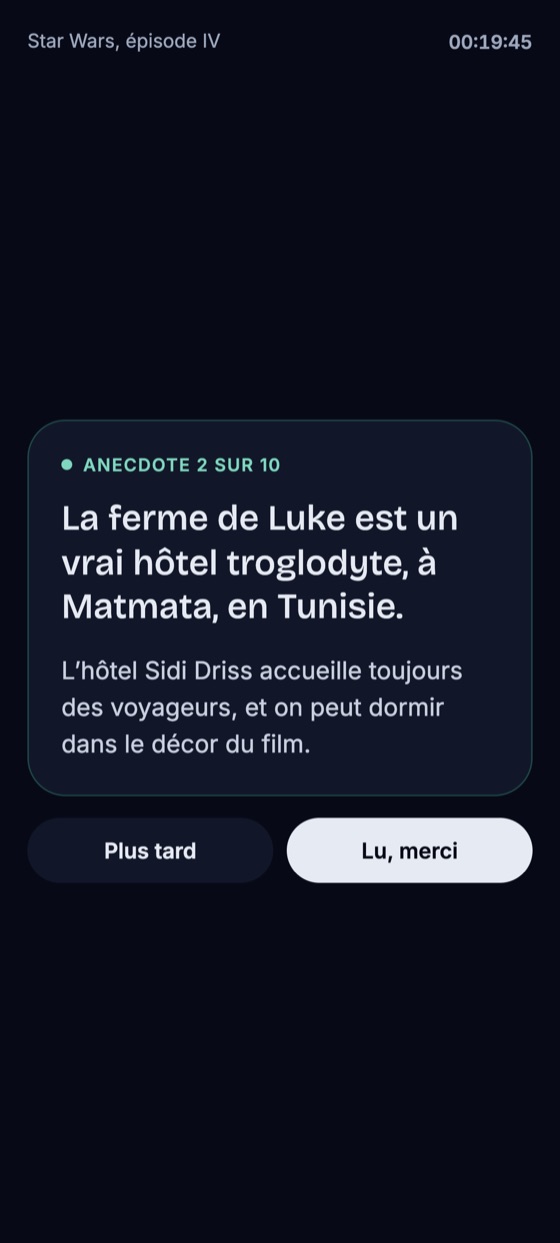 Star Wars, épisode IV
00:19:45
ANECDOTE 2 SUR 10
La ferme de Luke est un
vrai hôtel troglodyte, à
Matmata, en Tunisie.
L’hôtel Sidi Driss accueille toujours
des voyageurs, et on peut dormir
dans le décor du film.
Plus tard
Lu, merci